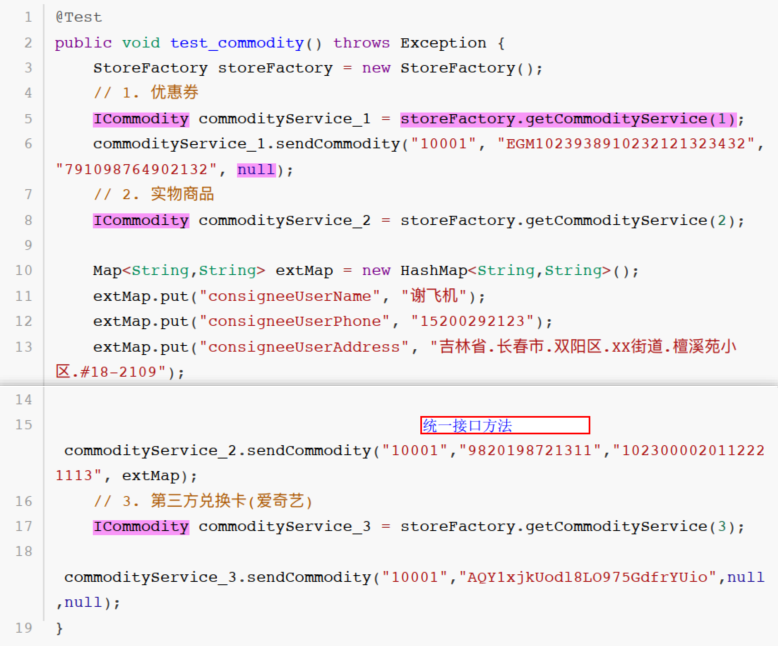 1 @Test
2 public void test_commodity() throws Exception {
3 StoreFactory storeFactory = new StoreFactory();
4 // 1. 优惠券
5 ICommodity commodityService_1 = storeFactory.getCommodityService(1);
6 commodityService_1.sendCommodity("10001", "EGM1023938910232121323432",
"791098764902132", null);
7 // 2. 实物商品
8 ICommodity commodityService_2 = storeFactory.getCommodityService(2);
9
10 Map<String,String> extMap = new HashMap<String,String>();
11 extMap.put("consigneeUserName", "谢飞机");
12 extMap.put("consigneeUserPhone", "15200292123");
13 extMap.put("consigneeUserAddress", "吉林省.长春市.双阳区.XX街道.檀溪苑小
区.#18-2109");
14
15 统一接口方法
commodityService_2.sendCommodity("10001","9820198721311","102300002011222
1113", extMap);
16 // 3. 第三方兑换卡(爱奇艺)
17 ICommodity commodityService_3 = storeFactory.getCommodityService(3);
18
commodityService_3.sendCommodity("10001","AQY1xjkUodl8LO975GdfrYUio",null
,null);
19 }